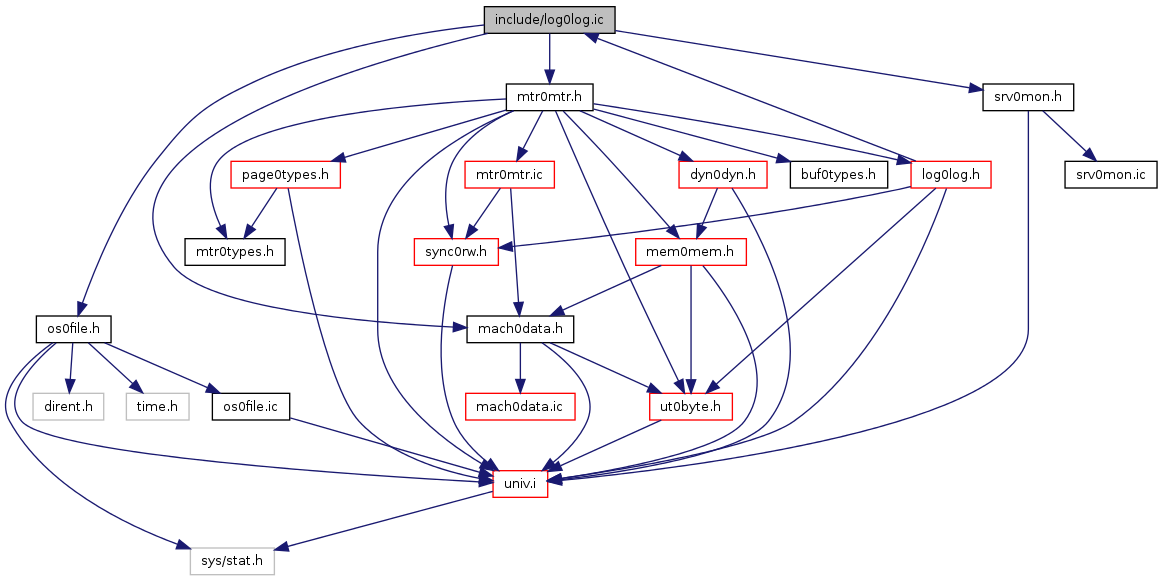 include/log0log.ic
mtr0mtr.h
srv0mon.h
page0types.h
mtr0mtr.ic
dyn0dyn.h
buf0types.h
log0log.h
srv0mon.ic
mtr0types.h
sync0rw.h
mem0mem.h
os0file.h
mach0data.h
dirent.h
time.h
os0file.ic
mach0data.ic
ut0byte.h
univ.i
sys/stat.h